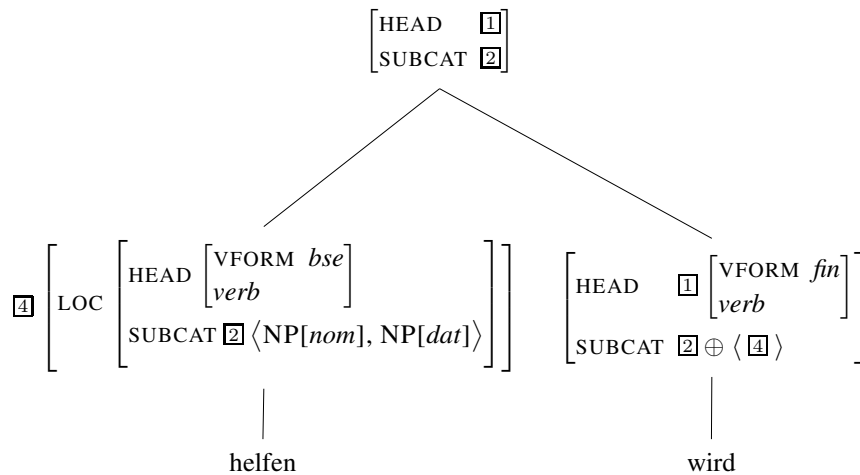 HEAD 1
SUBCAT 2
4 LOC HEAD VFORM bse verb SUBCAT 2 ⟨NP[nom], NP[dat]⟩
HEAD 1 VFORM fin verb SUBCAT 2 ⊕ ⟨ 4 ⟩
helfen wird